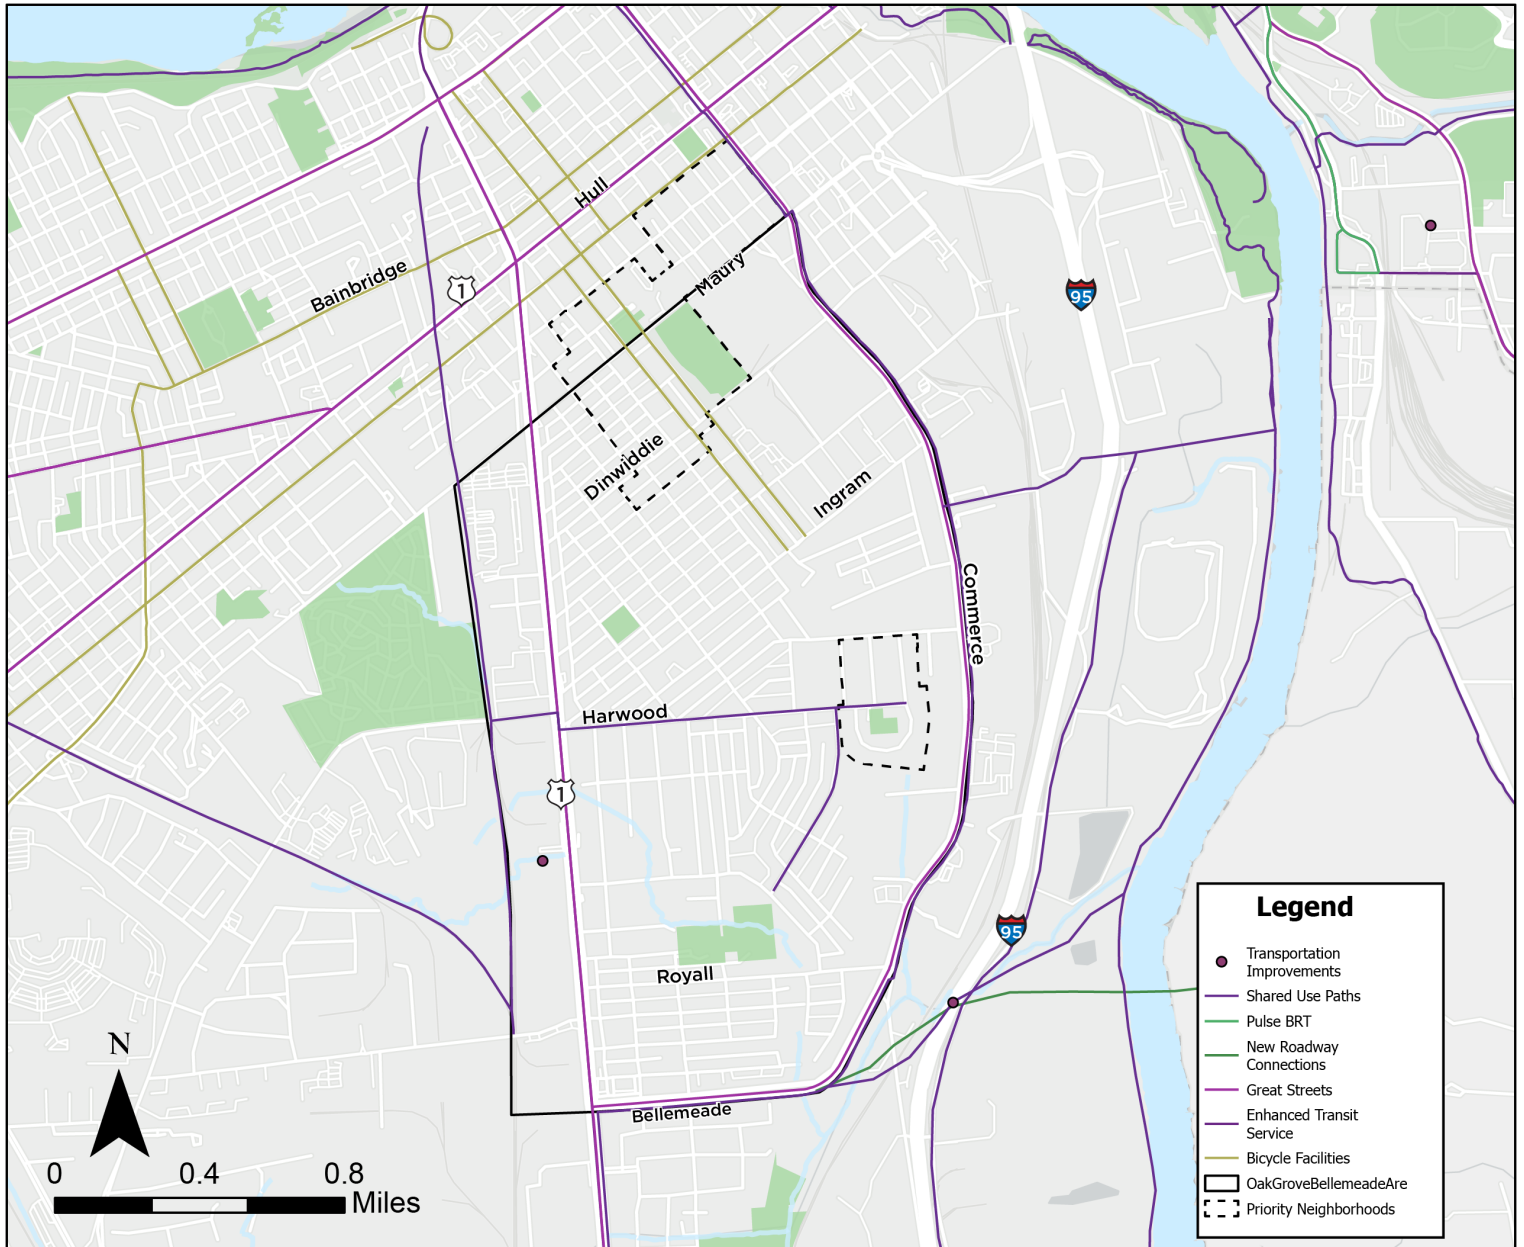 Hull
Maury
Bainbridge
1
95
Dinwiddie
Ingram
Commerce
Harwood
1
95
Royall
Bellemeade
N
0 0.4 0.8
Miles
Legend
Transportation
Improvements
Shared Use Paths
Pulse BRT
New Roadway
Connections
Great Streets
Enhanced Transit
Service
Bicycle Facilities
OakGroveBellemeadeAre
Priority Neighborhoods